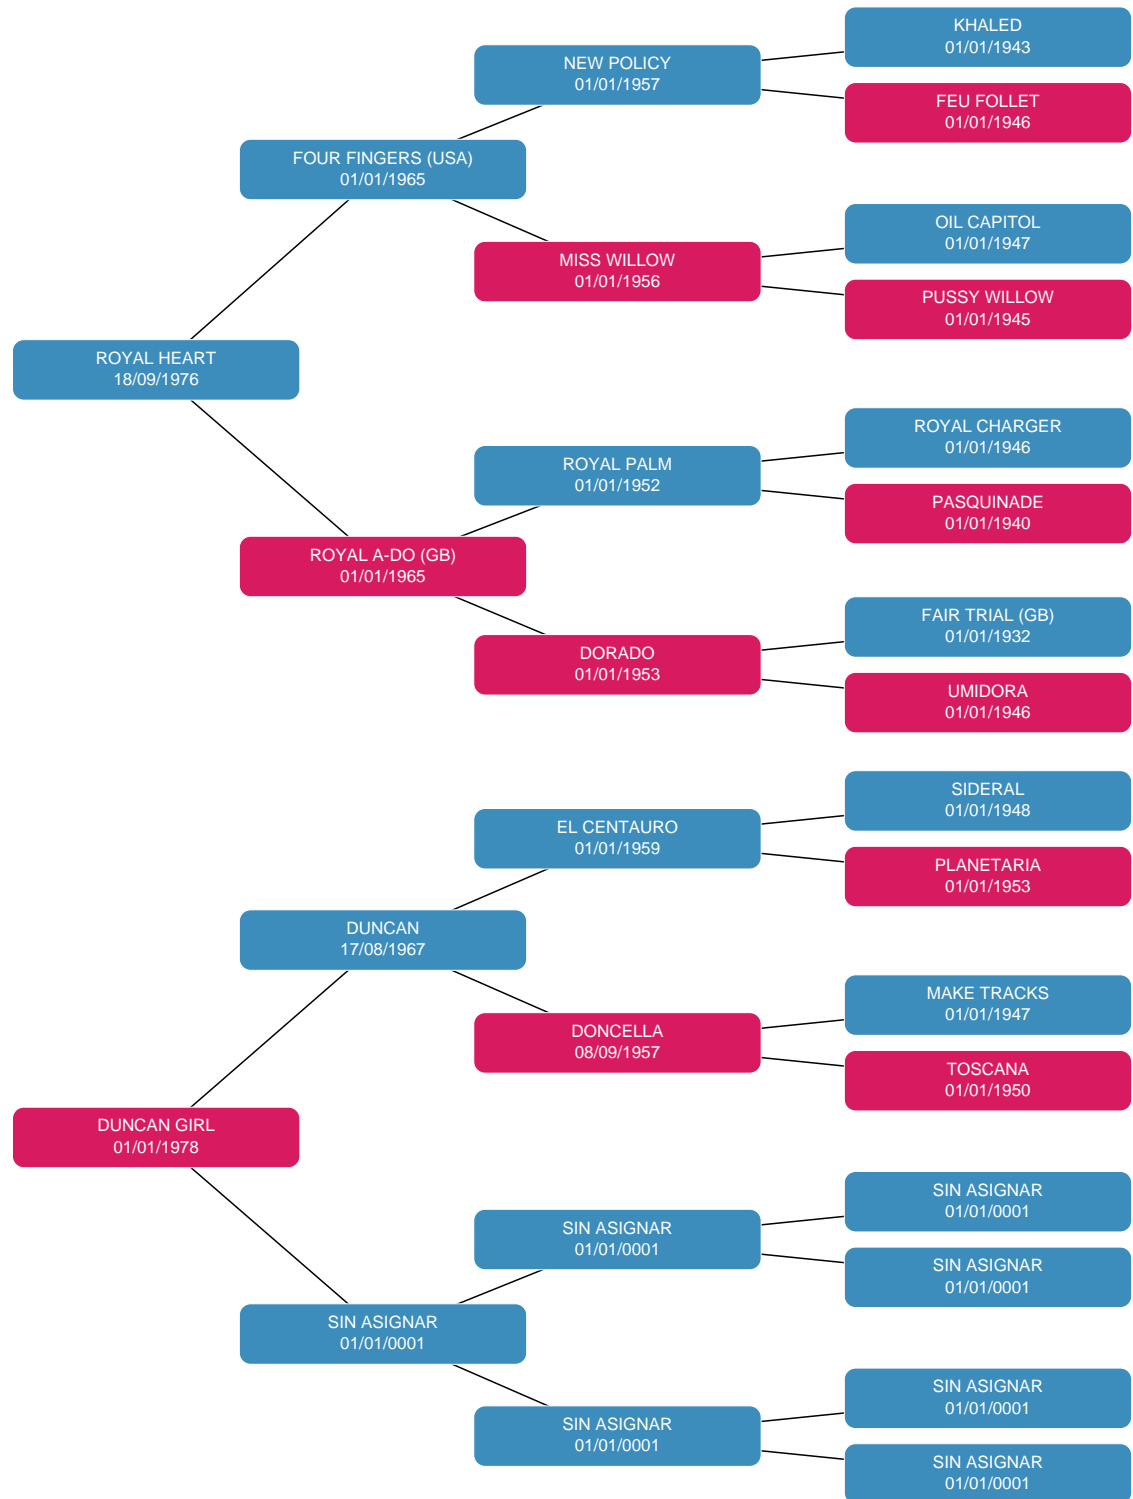 KHALED
01/01/1943
NEW POLICY
01/01/1957
FEU FOLLET
01/01/1946
FOUR FINGERS (USA)
01/01/1965
OIL CAPITOL
01/01/1947
MISS WILLOW
01/01/1956
PUSSY WILLOW
01/01/1945
ROYAL HEART
18/09/1976
ROYAL CHARGER
01/01/1946
ROYAL PALM
01/01/1952
PASQUINADE
01/01/1940
ROYAL A-DO (GB)
01/01/1965
FAIR TRIAL (GB)
01/01/1932
DORADO
01/01/1953
UMIDORA
01/01/1946
SIDERAL
01/01/1948
EL CENTAURO
01/01/1959
PLANETARIA
01/01/1953
DUNCAN
17/08/1967
MAKE TRACKS
01/01/1947
DONCELLA
08/09/1957
TOSCANA
01/01/1950
DUNCAN GIRL
01/01/1978
SIN ASIGNAR
01/01/0001
SIN ASIGNAR
01/01/0001
SIN ASIGNAR
01/01/0001
SIN ASIGNAR
01/01/0001
SIN ASIGNAR
01/01/0001
SIN ASIGNAR
01/01/0001
SIN ASIGNAR
01/01/0001